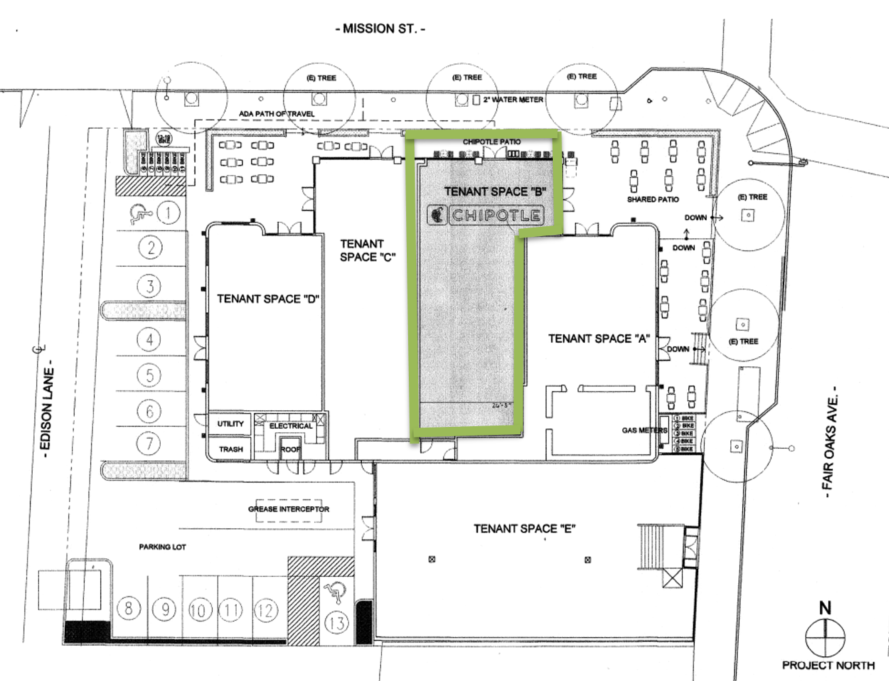 - MISSION ST. -
(E) TREE
(E) TREE
(E) TREE
2" WATER METER
ADA PATH OF TRAVEL
CHIPOTLE PATIO
TENANT SPACE "B"
CHIPOTLE
SHARED PATIO
(E) TREE
DOWN
DOWN
1
2
3
4
5
6
7
TENANT
SPACE "C"
TENANT SPACE "D"
TENANT SPACE "A"
DOWN
(E) TREE
- EDISON LANE -
- FAIR OAKS AVE. -
26'-5"
UTILITY
ELECTRICAL
TRASH
ROOF
GAS METERS
BIKE
BIKE
BIKE
BIKE
BIKE
GREASE INTERCEPTOR
TENANT SPACE "E"
PARKING LOT
8
9
10
11
12
13
N
PROJECT NORTH